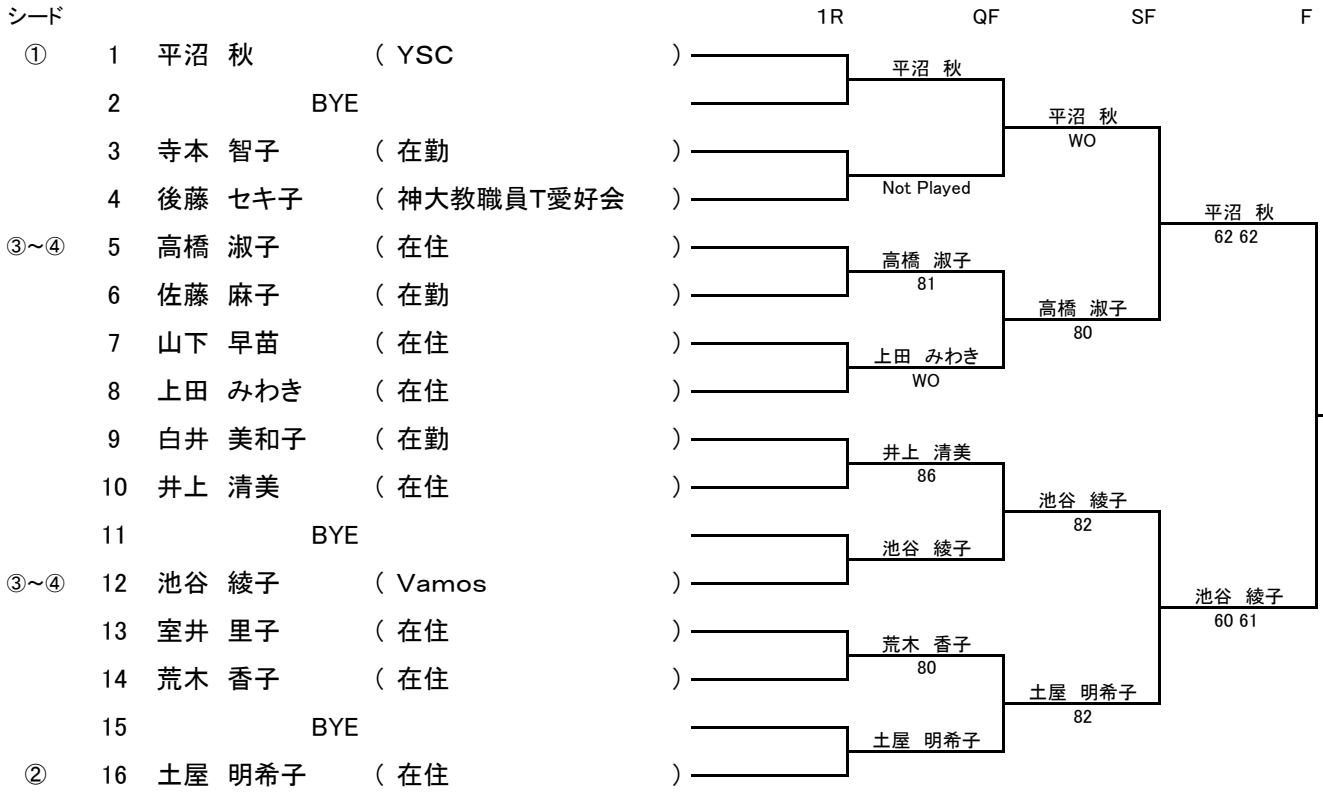 シード 1R QF SF F
① 1 平沼 秋 ( YSC )
平沼 秋
2 BYE
平沼 秋
WO
3 寺本 智子 ( 在勤 )
Not Played
4 後藤 セキ子 ( 神大教職員T愛好会 )
平沼 秋
62 62
③～④ 5 高橋 淑子 ( 在住 )
高橋 淑子
81
6 佐藤 麻子 ( 在勤 )
高橋 淑子
80
7 山下 早苗 ( 在住 )
上田 みわき
WO
8 上田 みわき ( 在住 )
9 白井 美和子 ( 在勤 )
井上 清美
86
10 井上 清美 ( 在住 )
池谷 綾子
82
11 BYE
池谷 綾子
③～④ 12 池谷 綾子 ( Vamos )
池谷 綾子
60 61
13 室井 里子 ( 在住 )
荒木 香子
80
14 荒木 香子 ( 在住 )
土屋 明希子
82
15 BYE
土屋 明希子
② 16 土屋 明希子 ( 在住 )